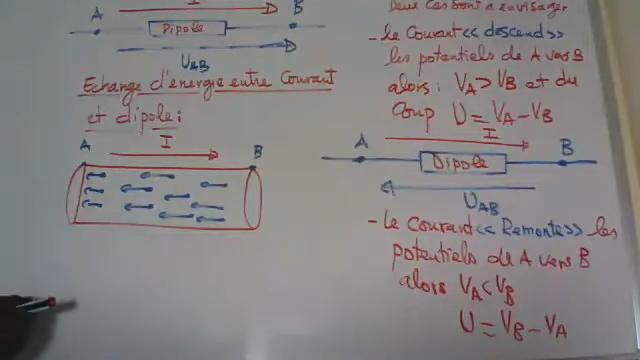 I
A B
Dipole
UAB
Echange d'énergie entre Courant
et dipole:
I
A B
Deux Cas sont a envisager
- le Courant << descend >>
les potentiels de A vers B
alors: VA > VB et du
Coup U = VA - VB
I
A B
Dipole
UAB
- le Courant << Remonte >> les
potentiels de A vers B
alors VA < VB
U = VB - VA